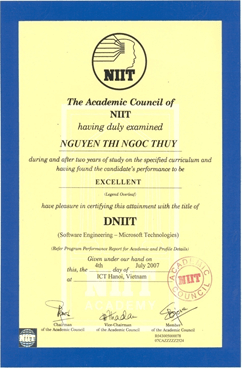 NIIT
The Academic Council of
NIIT
having duly examined
NGUYEN THI NGOC THUY
during and after two years of study on the specified curriculum and
having found the candidate's performance to be
EXCELLENT
(Legend Overleaf)
have pleasure in certifying this attainment with the title of
DNIIT
(Software Engineering – Microsoft Technologies)
(Refer Program Performance Report for Academic and Profile Details)
Given under our hand on
this, the 4th day of July 2007
at ICT Hanoi, Vietnam
ACADEMIC
NIIT
COUNCIL
Chairman
of the Academic Council
Vice-Chairman
of the Academic Council
Member
of the Academic Council
NIIT